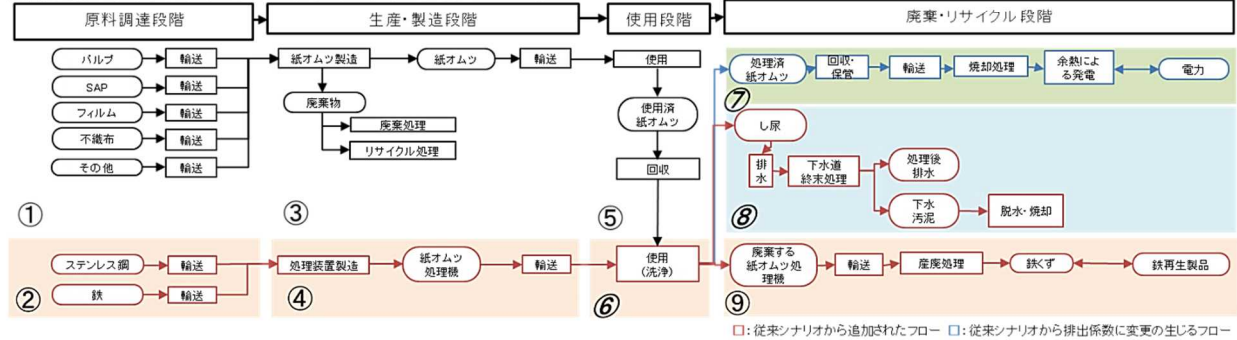 原料調達段階
生産・製造段階
使用段階
廃棄・リサイクル段階
パルプ
輸送
SAP
輸送
フィルム
輸送
不織布
輸送
その他
輸送
①
紙オムツ製造
紙オムツ
輸送
廃棄物
廃棄処理
リサイクル処理
③
使用
使用済
紙オムツ
回収
⑤
処理済
紙オムツ
回収・
保管
輸送
焼却処理
余熱によ
る発電
電力
⑦
し尿
排
水
下水道
終末処理
処理後
排水
下水
汚泥
脱水・焼却
⑧
ステンレス鋼
輸送
鉄
輸送
②
処理装置製造
紙オムツ
処理機
輸送
④
使用
(洗浄)
⑥
廃棄する
紙オムツ処
理機
輸送
産廃処理
鉄くず
鉄再生製品
⑨
□:従来シナリオから追加されたフロー □:従来シナリオから排出係数に変更の生じるフロー